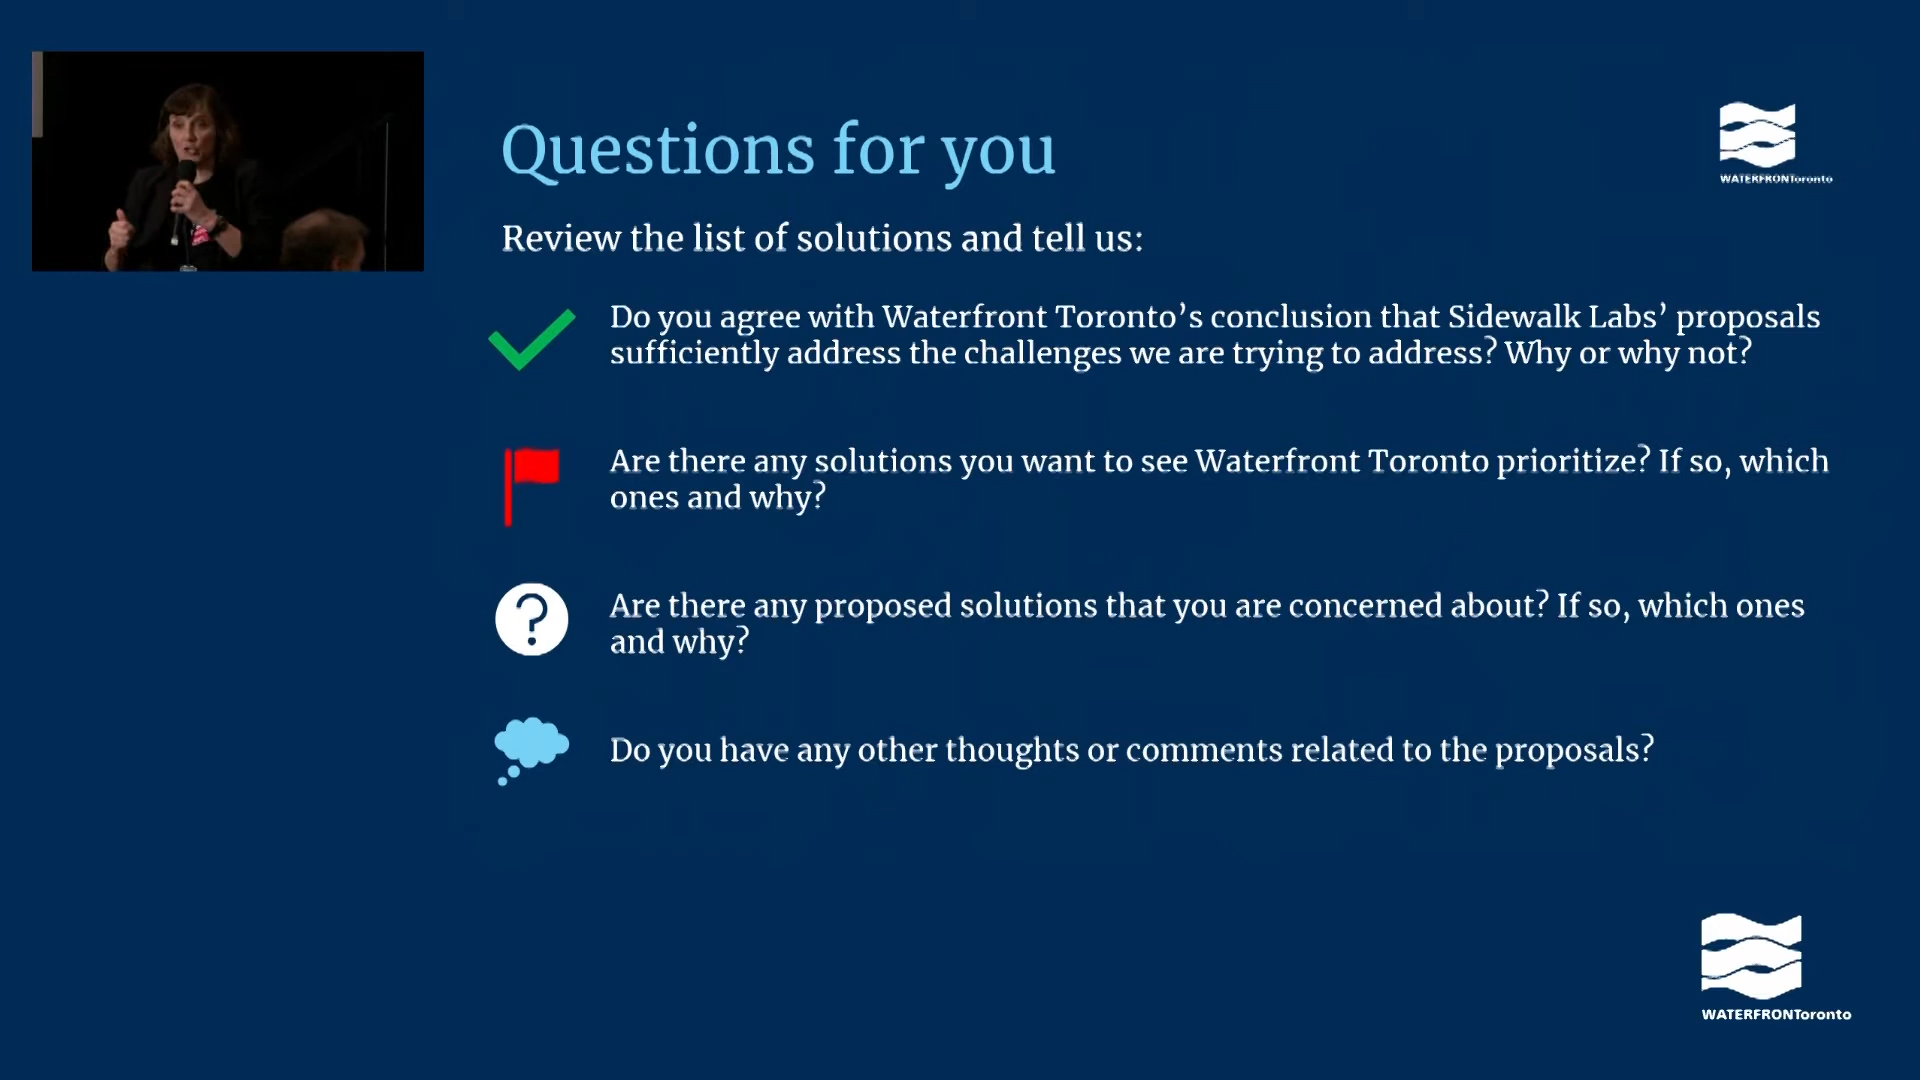 Questions for you
WATERFRONToronto
Review the list of solutions and tell us:
Do you agree with Waterfront Toronto’s conclusion that Sidewalk Labs’ proposals
sufficiently address the challenges we are trying to address? Why or why not?
Are there any solutions you want to see Waterfront Toronto prioritize? If so, which
ones and why?
?
Are there any proposed solutions that you are concerned about? If so, which ones
and why?
Do you have any other thoughts or comments related to the proposals?
WATERFRONToronto